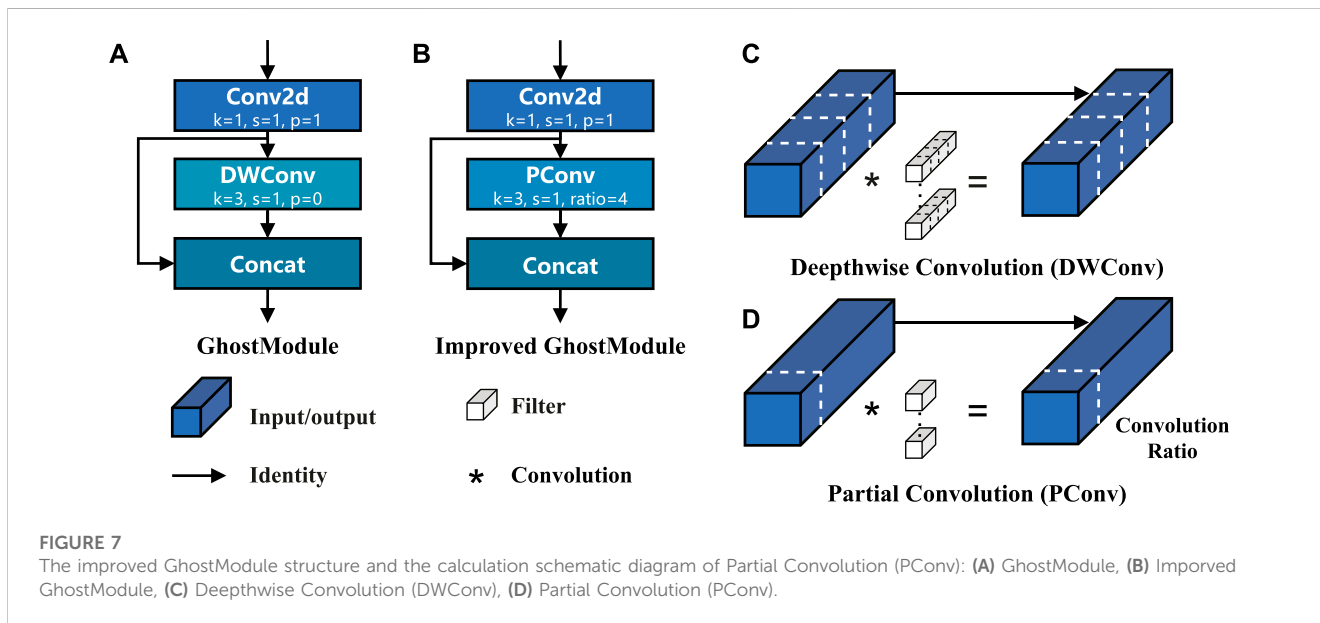 A
Conv2d
k=1, s=1, p=1
DWConv
k=3, s=1, p=0
Concat
GhostModule
B
Conv2d
k=1, s=1, p=1
PConv
k=3, s=1, ratio=4
Concat
Improved GhostModule
Input/output
Filter
Identity
* Convolution
C
* =
Deepthwise Convolution (DWConv)
D
* =
Convolution
Ratio
Partial Convolution (PConv)
FIGURE 7
The improved GhostModule structure and the calculation schematic diagram of Partial Convolution (PConv): (A) GhostModule, (B) Imporved
GhostModule, (C) Deepthwise Convolution (DWConv), (D) Partial Convolution (PConv).